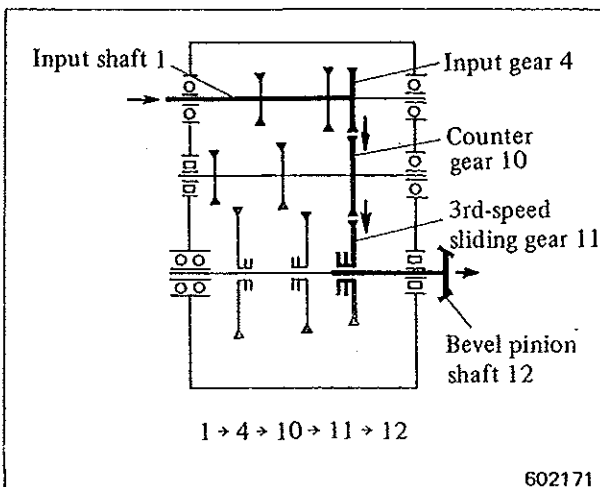 Input shaft 1
Input gear 4
Counter
gear 10
3rd-speed
sliding gear 11
Bevel pinion
shaft 12
1 → 4 → 10 → 11 → 12
602171